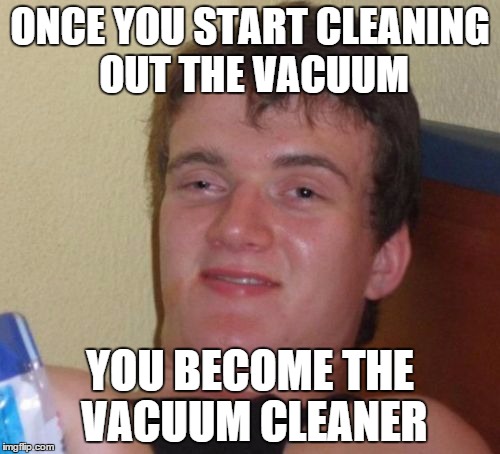 ONCE YOU START CLEANING
OUT THE VACUUM
YOU BECOME THE
VACUUM CLEANER
imgflip.com